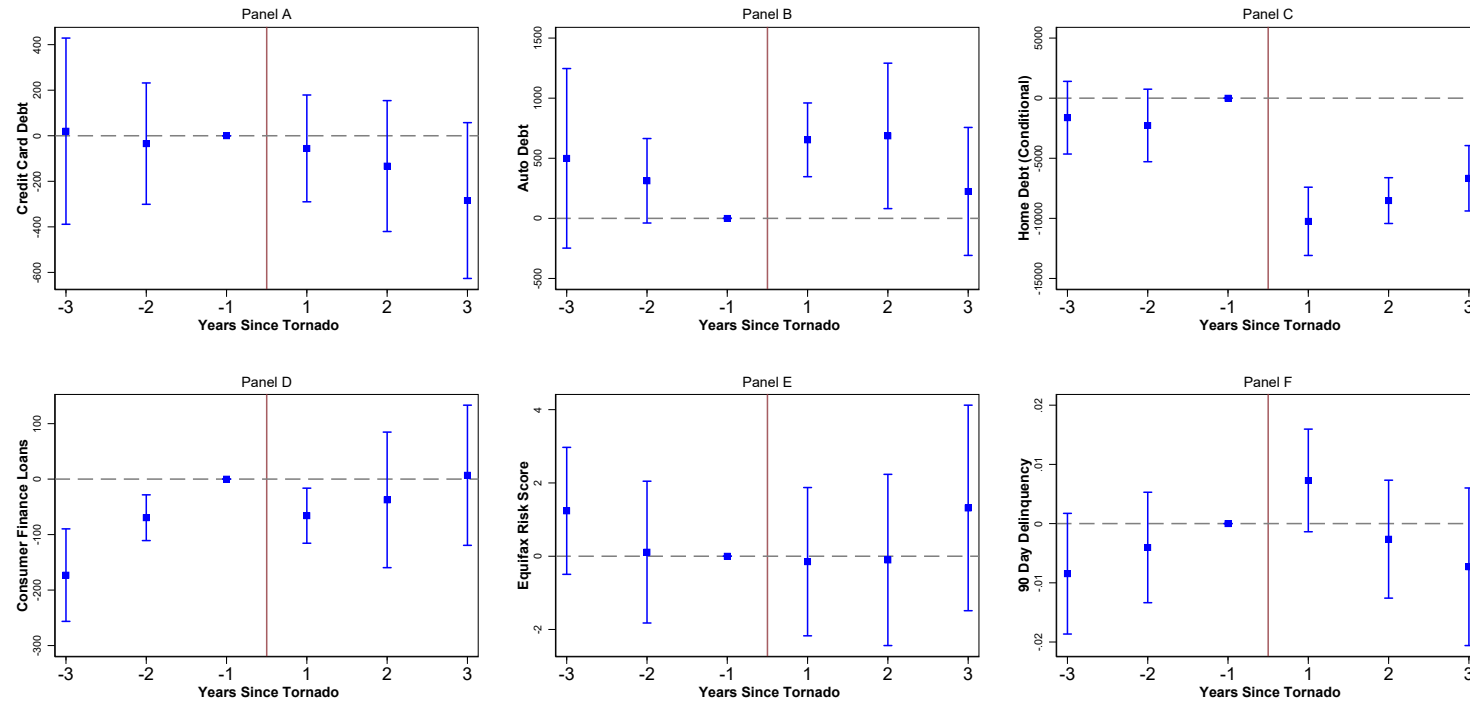 Panel A
Credit Card Debt
400
200
0
-200
-400
-600
-3 -2 -1 1 2 3
Years Since Tornado
Panel B
Auto Debt
1500
1000
500
0
-500
-3 -2 -1 1 2 3
Years Since Tornado
Panel C
Home Debt (Conditional)
5000
0
-5000
-10000
-15000
-3 -2 -1 1 2 3
Years Since Tornado
Panel D
Consumer Finance Loans
100
0
-100
-200
-300
-3 -2 -1 1 2 3
Years Since Tornado
Panel E
Equifax Risk Score
4
2
0
-2
-3 -2 -1 1 2 3
Years Since Tornado
Panel F
90 Day Delinquency
.02
.01
0
-.01
-.02
-3 -2 -1 1 2 3
Years Since Tornado